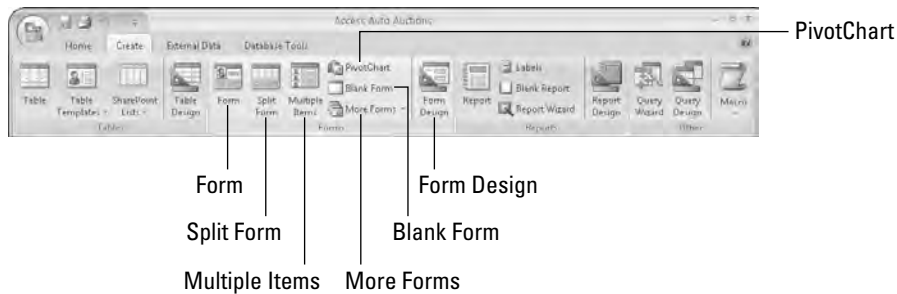 Access Auto Auctions
Home Create External Data Database Tools
PivotChart
Table
Table Templates
SharePoint Lists
Table Design
Tables
Form
Split Form
Multiple Items
PivotChart
Blank Form
More Forms
Form Design
Forms
Report
Labels
Blank Report
Report Wizard
Report Design
Reports
Query Wizard
Query Design
Macro
Other
Form
Form Design
Split Form
Blank Form
Multiple Items
More Forms